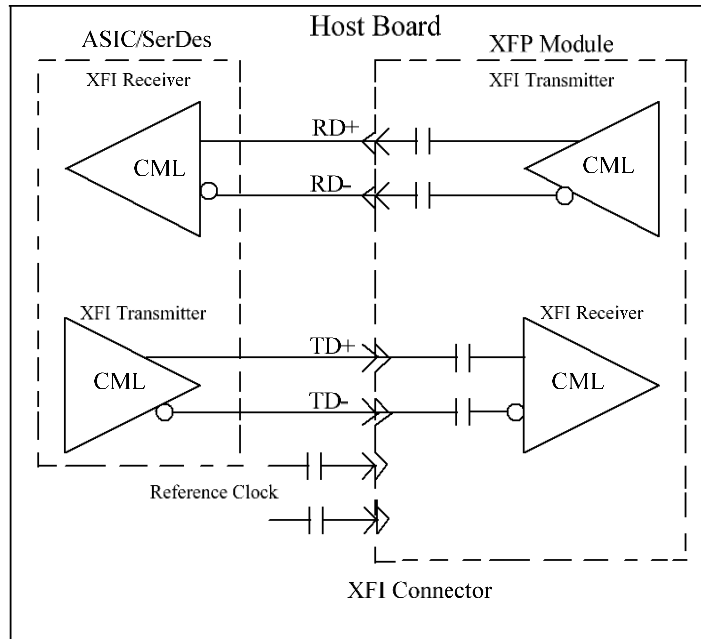 Host Board
ASIC/SerDes
XFP Module
XFI Receiver
XFI Transmitter
RD+
CML
CML
RD-
XFI Transmitter
XFI Receiver
TD+
CML
CML
TD-
Reference Clock
XFI Connector